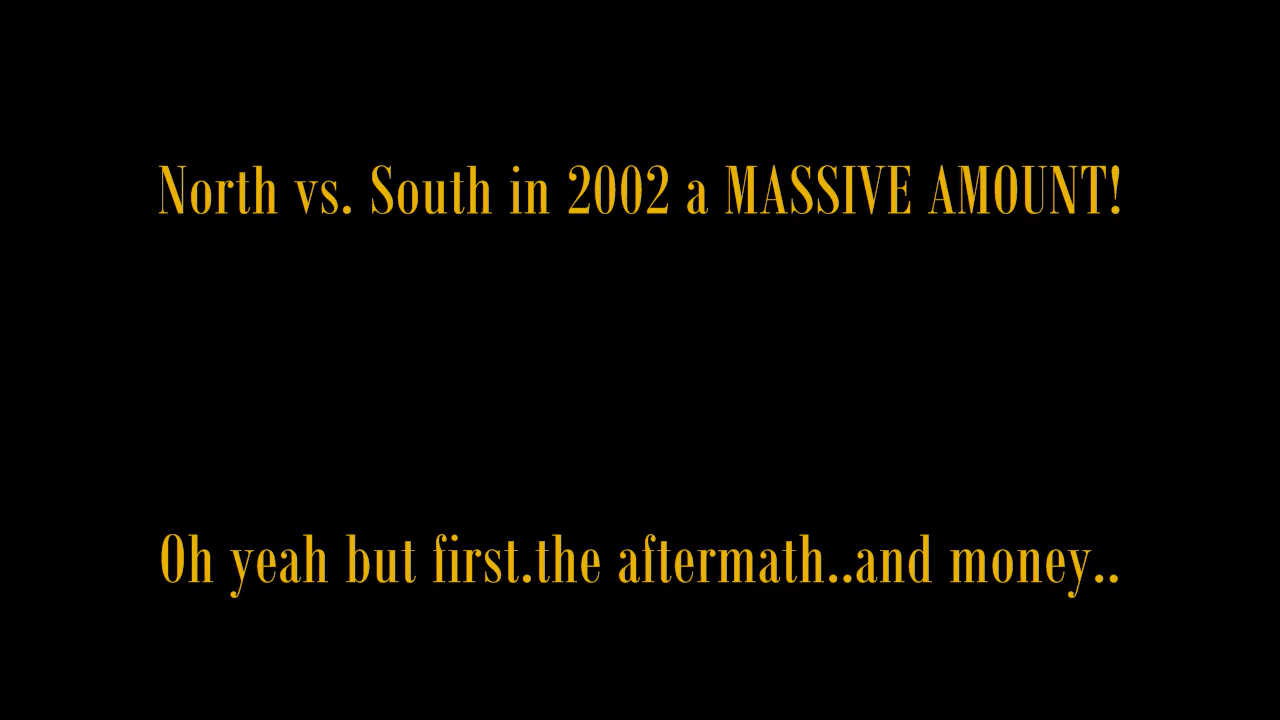 North vs. South in 2002 a MASSIVE AMOUNT!
Oh yeah but first.the aftermath..and money..